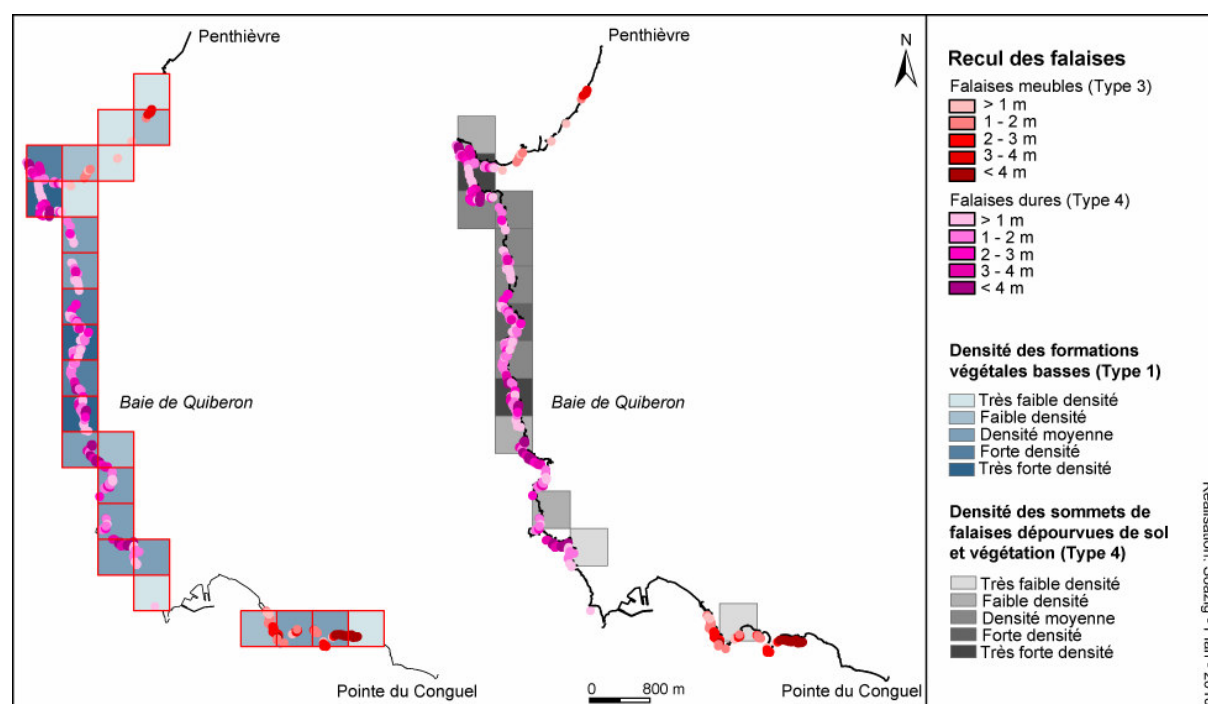 Penthièvre
Baie de Quiberon
Pointe du Conguel
Penthièvre
N
Baie de Quiberon
Pointe du Conguel
0 800 m
Recul des falaises
Falaises meubles (Type 3)
> 1 m
1 - 2 m
2 - 3 m
3 - 4 m
< 4 m
Falaises dures (Type 4)
> 1 m
1 - 2 m
2 - 3 m
3 - 4 m
< 4 m
Densité des formations
végétales basses (Type 1)
Très faible densité
Faible densité
Densité moyenne
Forte densité
Très forte densité
Densité des sommets de
falaises dépourvues de sol
et végétation (Type 4)
Très faible densité
Faible densité
Densité moyenne
Forte densité
Très forte densité